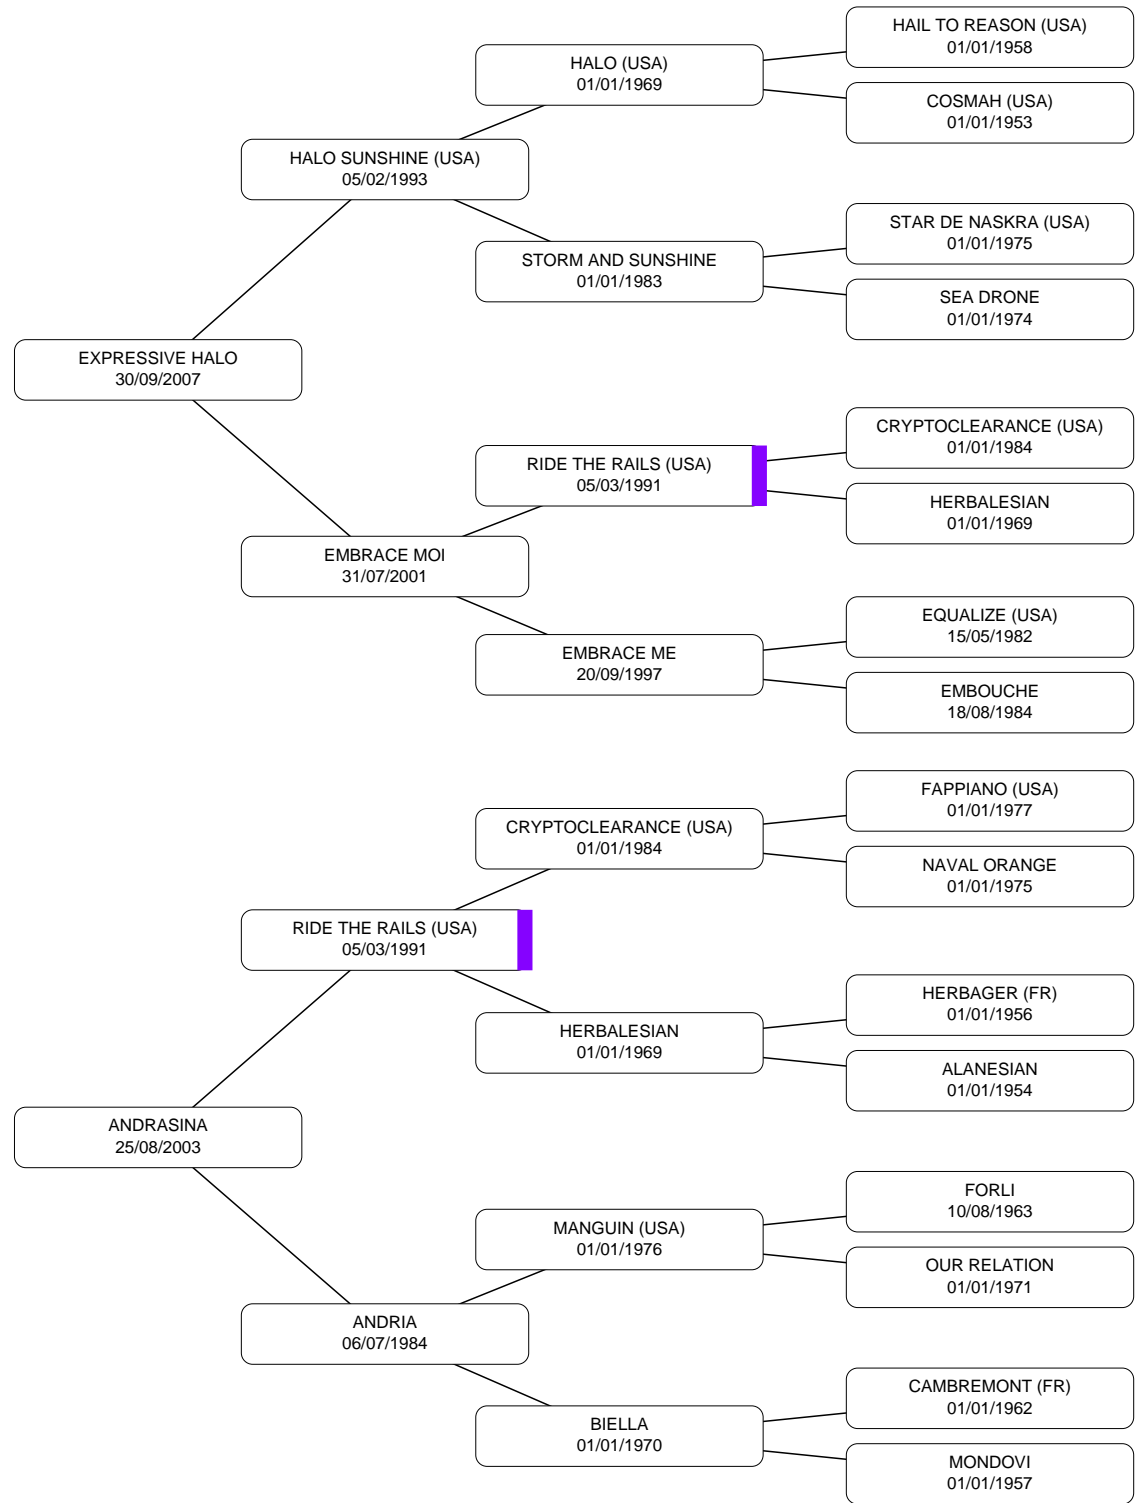 HAIL TO REASON (USA)
01/01/1958
HALO (USA)
01/01/1969
COSMAH (USA)
01/01/1953
HALO SUNSHINE (USA)
05/02/1993
STAR DE NASKRA (USA)
01/01/1975
STORM AND SUNSHINE
01/01/1983
SEA DRONE
01/01/1974
EXPRESSIVE HALO
30/09/2007
CRYPTOCLEARANCE (USA)
01/01/1984
RIDE THE RAILS (USA)
05/03/1991
HERBALESIAN
01/01/1969
EMBRACE MOI
31/07/2001
EQUALIZE (USA)
15/05/1982
EMBRACE ME
20/09/1997
EMBOUCHE
18/08/1984
FAPPIANO (USA)
01/01/1977
CRYPTOCLEARANCE (USA)
01/01/1984
NAVAL ORANGE
01/01/1975
RIDE THE RAILS (USA)
05/03/1991
HERBAGER (FR)
01/01/1956
HERBALESIAN
01/01/1969
ALANESIAN
01/01/1954
ANDRASINA
25/08/2003
FORLI
10/08/1963
MANGUIN (USA)
01/01/1976
OUR RELATION
01/01/1971
ANDRIA
06/07/1984
CAMBREMONT (FR)
01/01/1962
BIELLA
01/01/1970
MONDOVI
01/01/1957